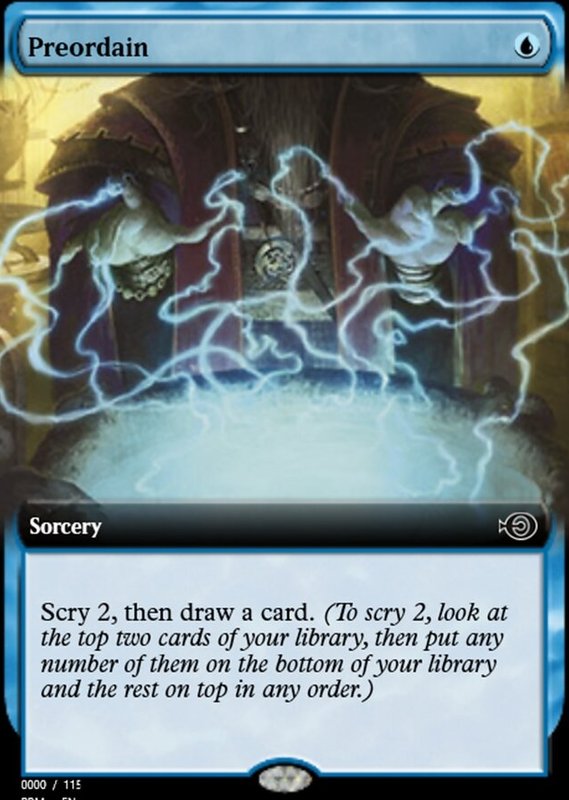 Preordain
Sorcery
Scry 2, then draw a card. (To scry 2, look at
the top two cards of your library, then put any
number of them on the bottom of your library
and the rest on top in any order.)
0000 / 115